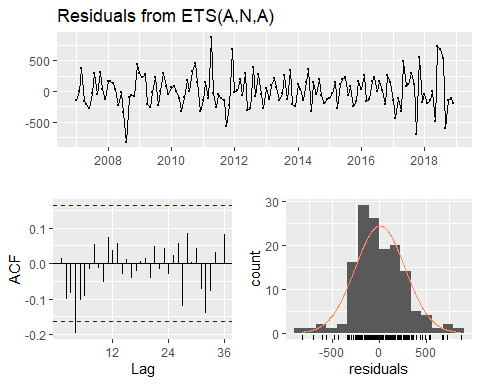 Residuals from ETS(A,N,A)
500
0
-500
2008 2010 2012 2014 2016 2018
0.1
0.0
-0.1
-0.2
ACF
12 24 36
Lag
30
20
10
0
count
-500 0 500
residuals